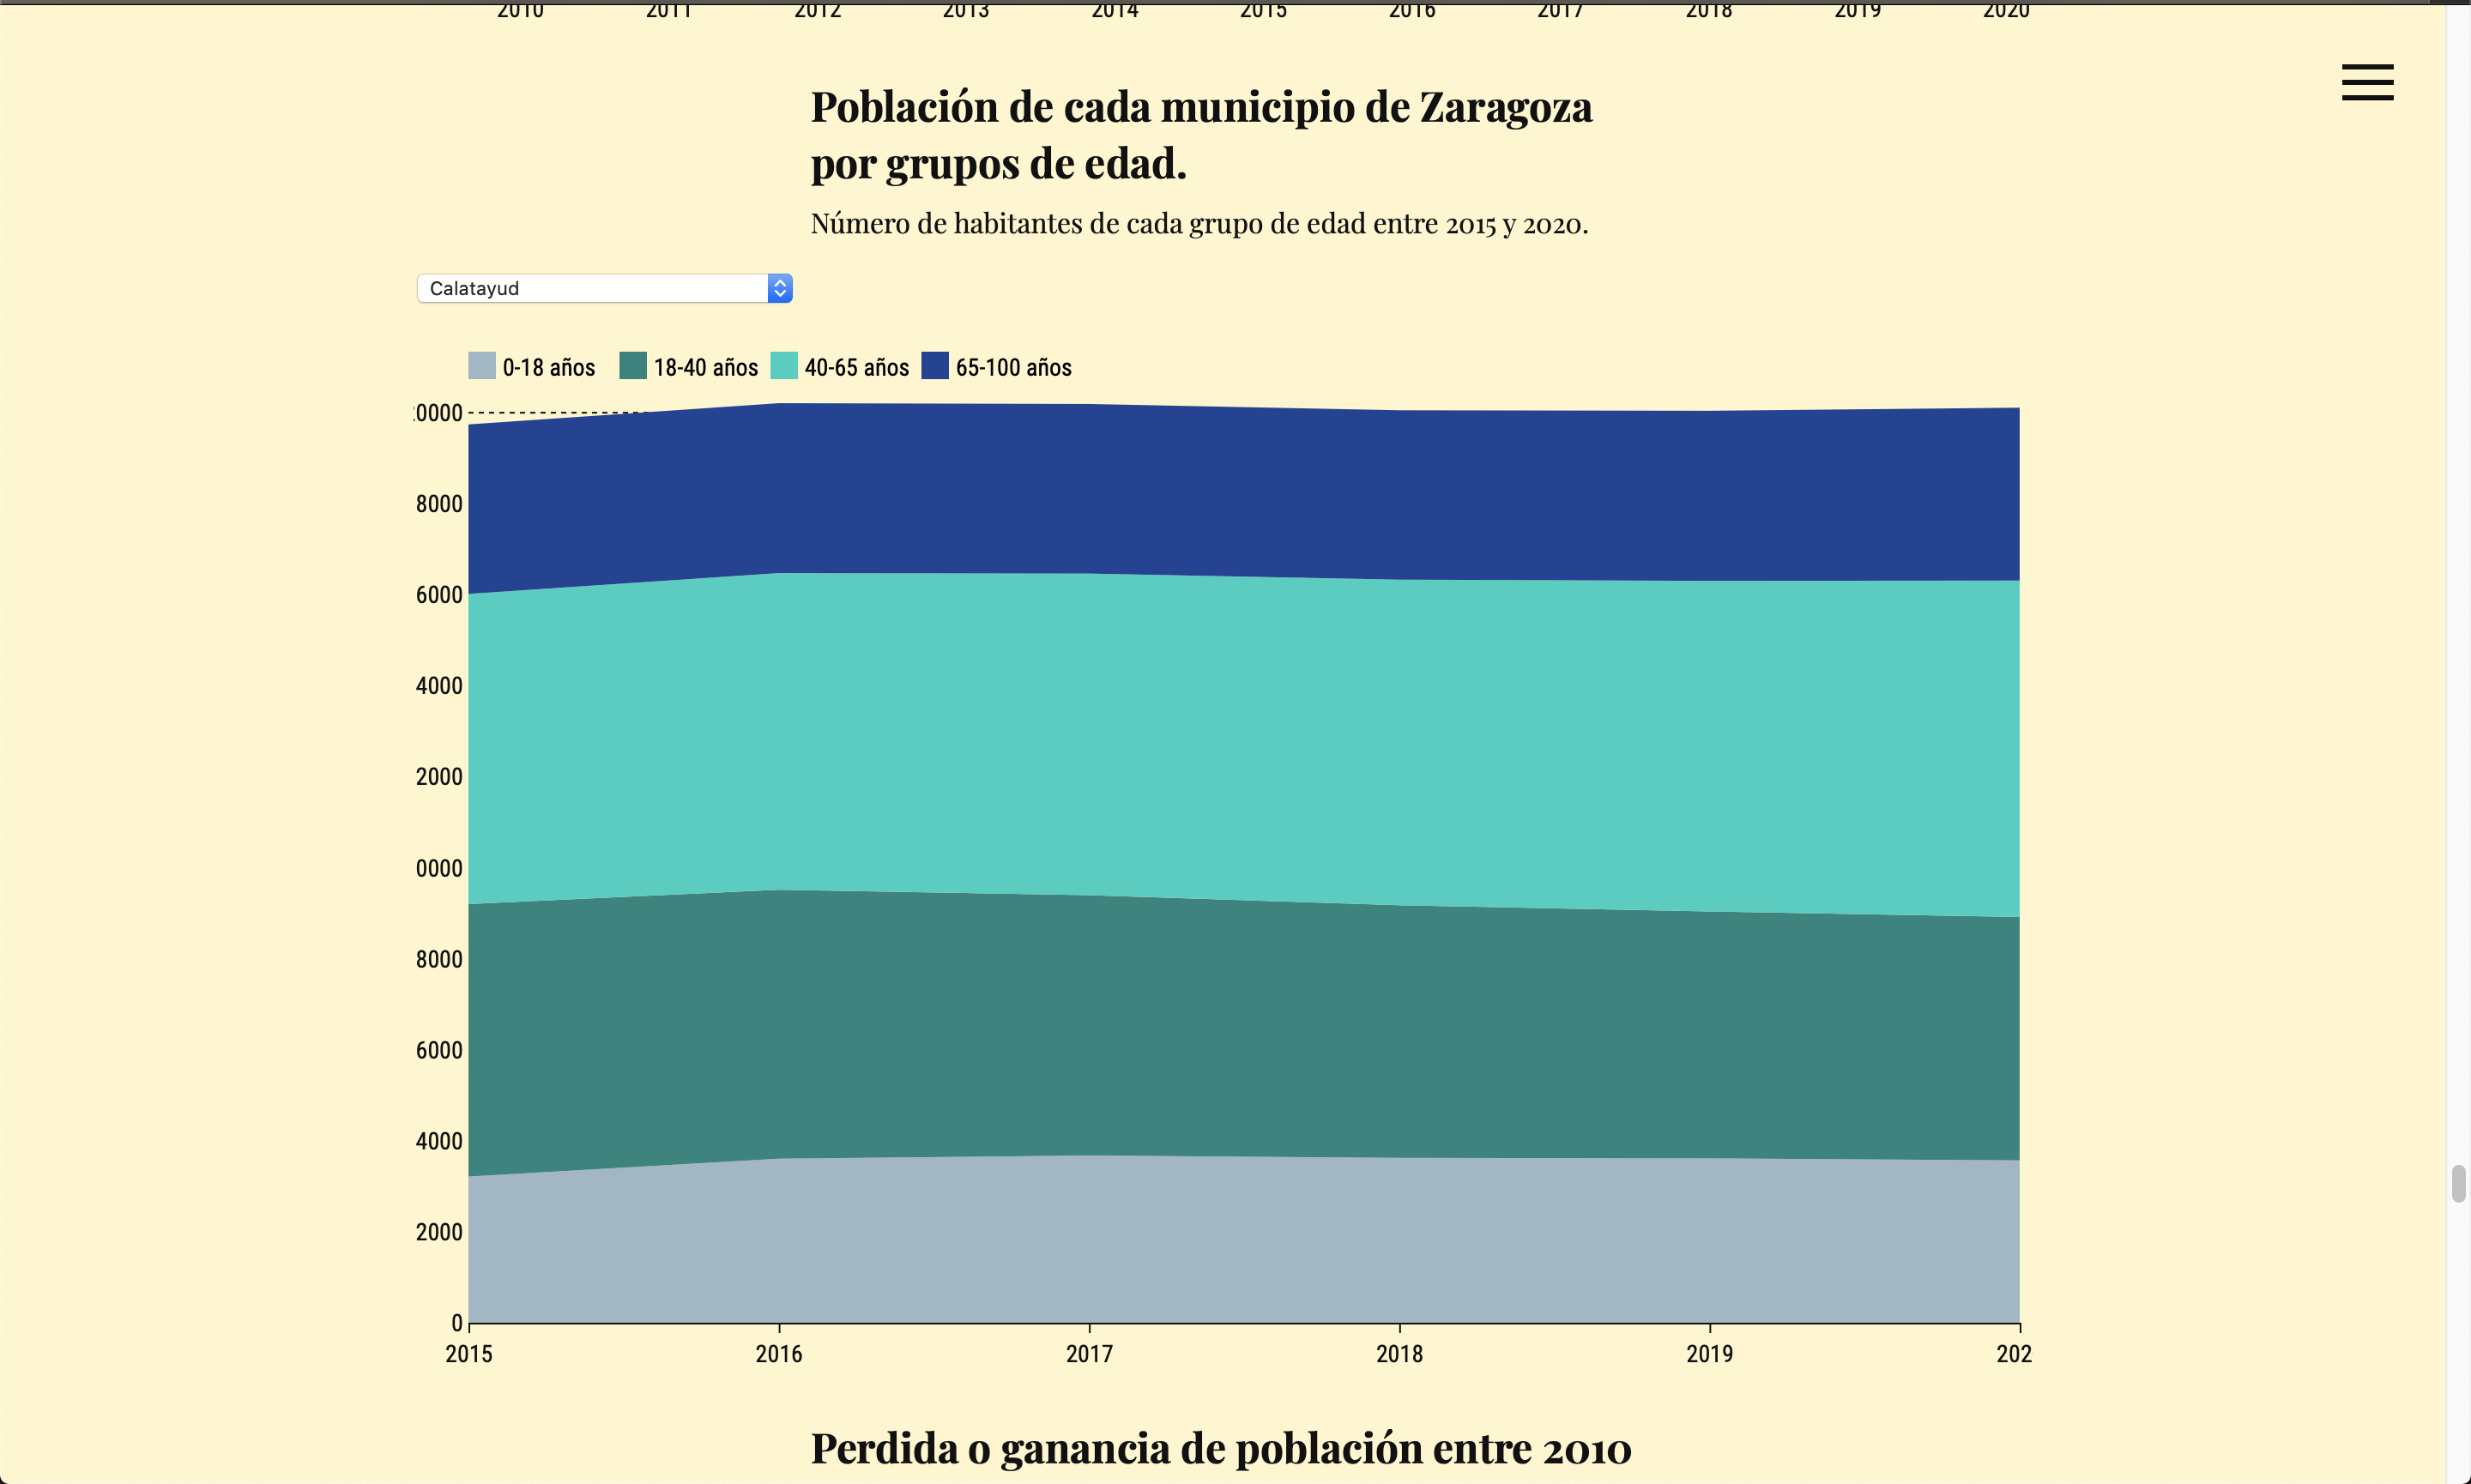 2010 2011 2012 2013 2014 2015 2016 2017 2018 2019 2020
Población de cada municipio de Zaragoza
por grupos de edad.
Número de habitantes de cada grupo de edad entre 2015 y 2020.
Calatayud
0-18 años 18-40 años 40-65 años 65-100 años
0000
8000
6000
4000
2000
0000
8000
6000
4000
2000
0
2015 2016 2017 2018 2019 202
Perdida o ganancia de población entre 2010